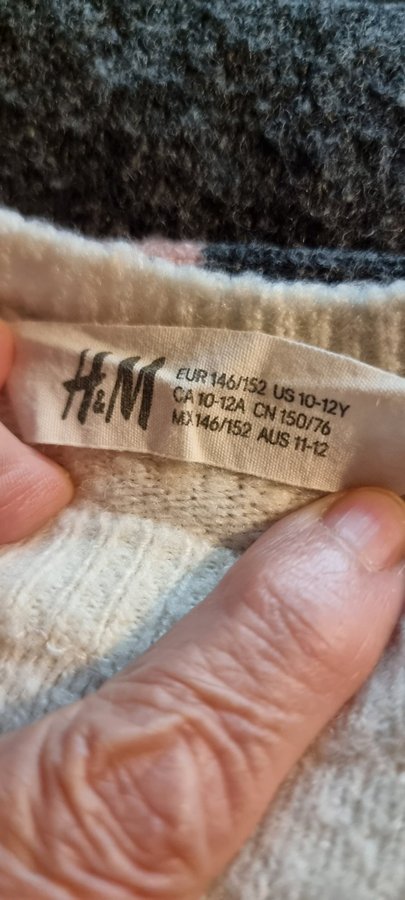 H&M
EUR 146/152 US 10-12Y
CA 10-12A CN 150/76
MX 146/152 AUS 11-12